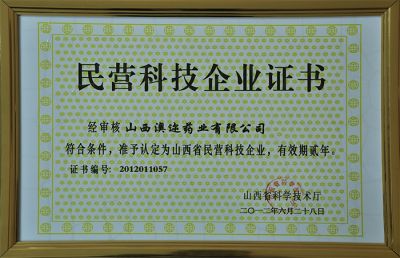 民营科技企业证书
经审核 山西澳迩药业有限公司
符合条件，准予认定为山西省民营科技企业，有效期贰年。
证书编号：2012011057
山西省科学技术厅
二〇一二年六月二十八日